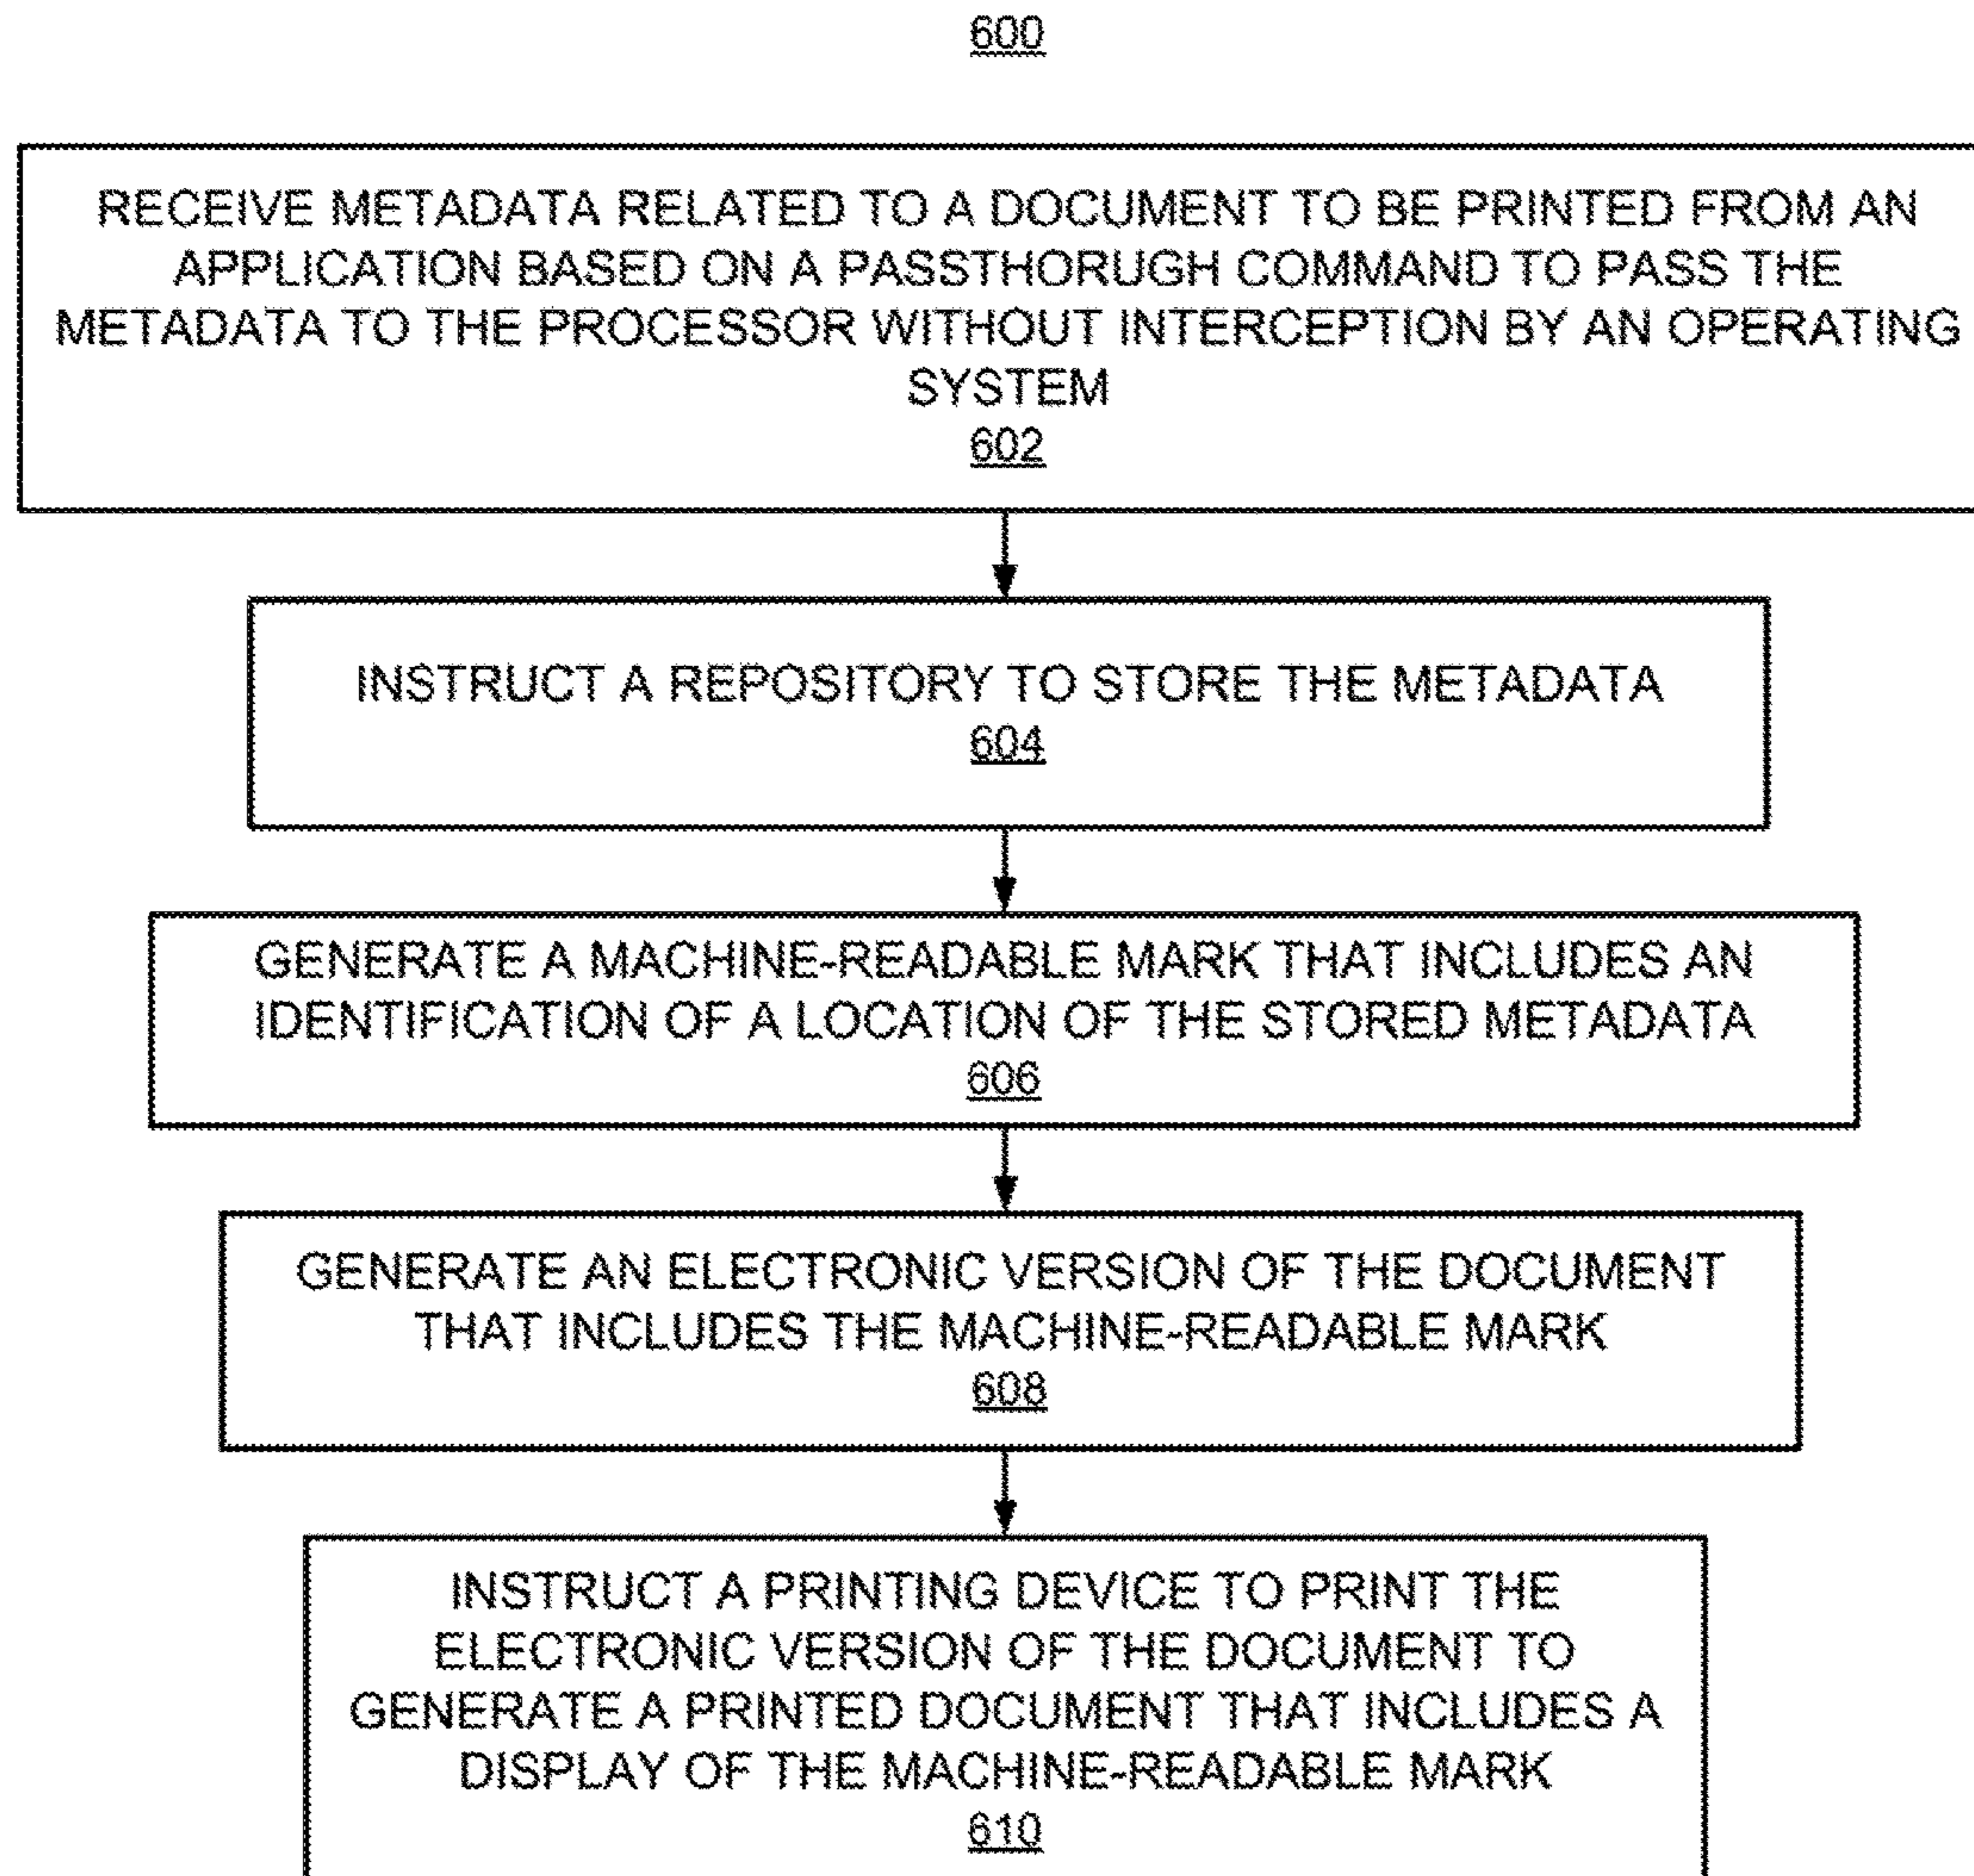 600
RECEIVE METADATA RELATED TO A DOCUMENT TO BE PRINTED FROM AN
APPLICATION BASED ON A PASSTHORUGH COMMAND TO PASS THE
METADATA TO THE PROCESSOR WITHOUT INTERCEPTION BY AN OPERATING
SYSTEM
602
INSTRUCT A REPOSITORY TO STORE THE METADATA
604
GENERATE A MACHINE-READABLE MARK THAT INCLUDES AN
IDENTIFICATION OF A LOCATION OF THE STORED METADATA
606
GENERATE AN ELECTRONIC VERSION OF THE DOCUMENT
THAT INCLUDES THE MACHINE-READABLE MARK
608
INSTRUCT A PRINTING DEVICE TO PRINT THE
ELECTRONIC VERSION OF THE DOCUMENT TO
GENERATE A PRINTED DOCUMENT THAT INCLUDES A
DISPLAY OF THE MACHINE-READABLE MARK
610